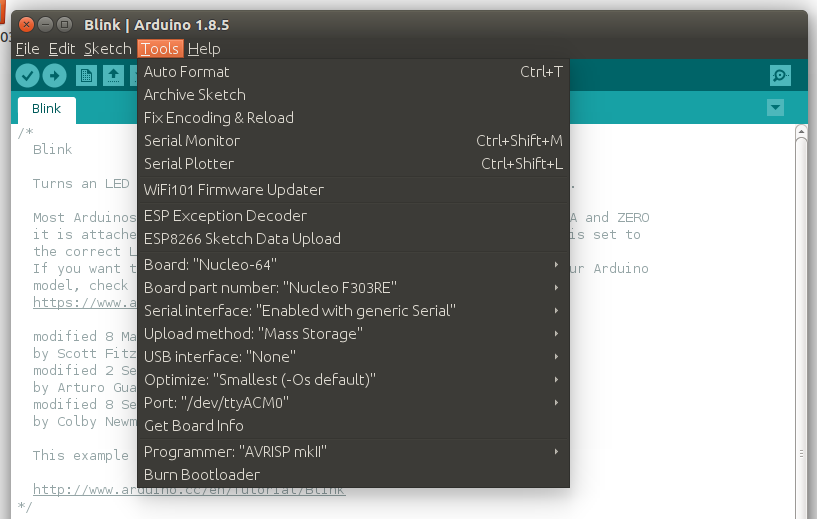 03
Blink | Arduino 1.8.5
File Edit Sketch Tools Help
Auto Format Ctrl+T
Archive Sketch
Fix Encoding & Reload
Serial Monitor Ctrl+Shift+M
Serial Plotter Ctrl+Shift+L
WiFi101 Firmware Updater
ESP Exception Decoder
ESP8266 Sketch Data Upload
Board: "Nucleo-64"
Board part number: "Nucleo F303RE"
Serial interface: "Enabled with generic Serial"
Upload method: "Mass Storage"
USB interface: "None"
Optimize: "Smallest (-Os default)"
Port: "/dev/ttyACM0"
Get Board Info
Programmer: "AVRISP mkII"
Burn Bootloader
Blink
/*
Blink
Turns an LED .
Most Arduinos A and ZERO
it is attache is set to
the correct L
If you want t ur Arduino
model, check
https://www.a
modified 8 Ma
by Scott Fitz
modified 2 Se
by Arturo Gua
modified 8 Se
by Colby Newm
This example
http://www.arduino.cc/en/Tutorial/Blink
*/